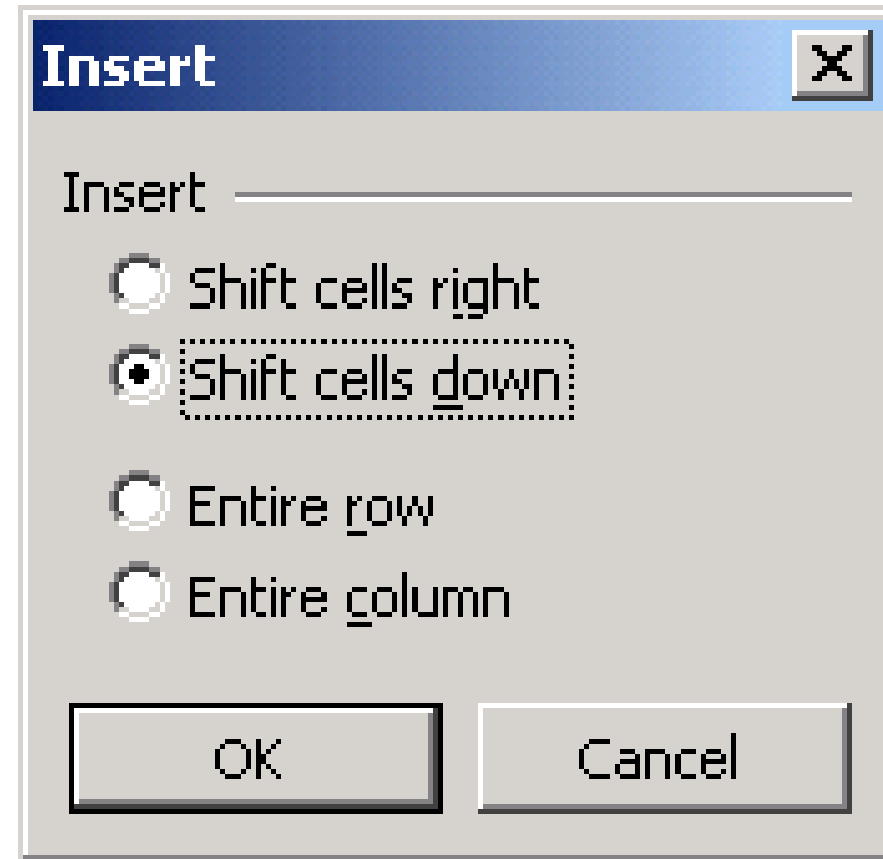 Insert
Insert
Shift cells right
Shift cells down
Entire row
Entire column
OK Cancel